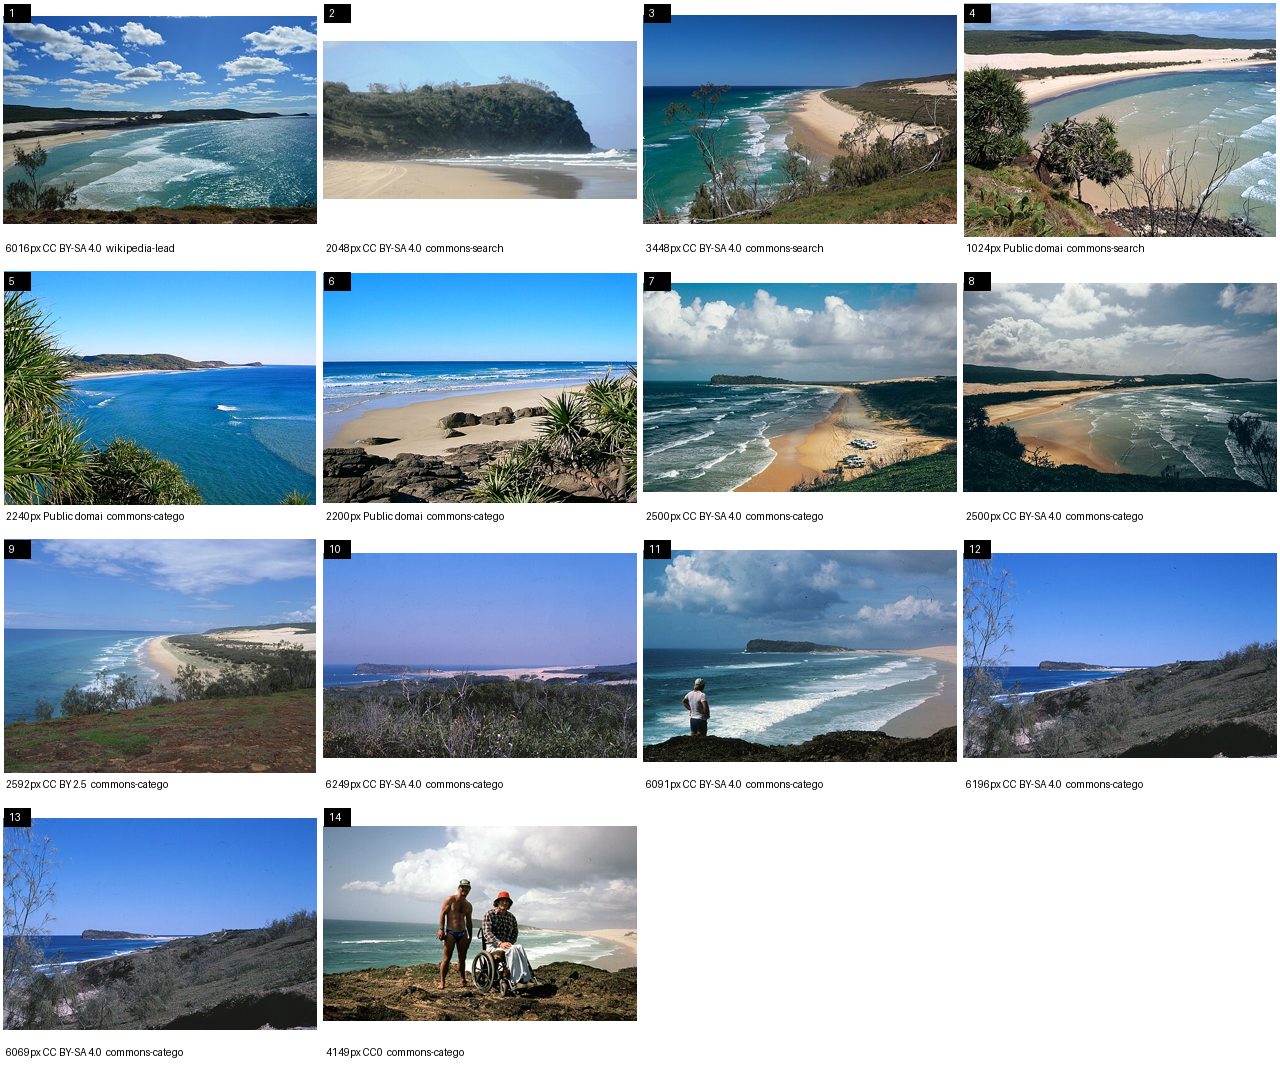 1
2
3
4
6016px CC BY-SA 4.0 wikipedia-lead
2048px CC BY-SA 4.0 commons-search
3448px CC BY-SA 4.0 commons-search
1024px Public domai commons-search
5
6
7
8
2240px Public domai commons-catego
2200px Public domai commons-catego
2500px CC BY-SA 4.0 commons-catego
2500px CC BY-SA 4.0 commons-catego
9
10
11
12
2592px CC BY 2.5 commons-catego
6249px CC BY-SA 4.0 commons-catego
6091px CC BY-SA 4.0 commons-catego
6196px CC BY-SA 4.0 commons-catego
13
14
6069px CC BY-SA 4.0 commons-catego
4149px CC0 commons-catego